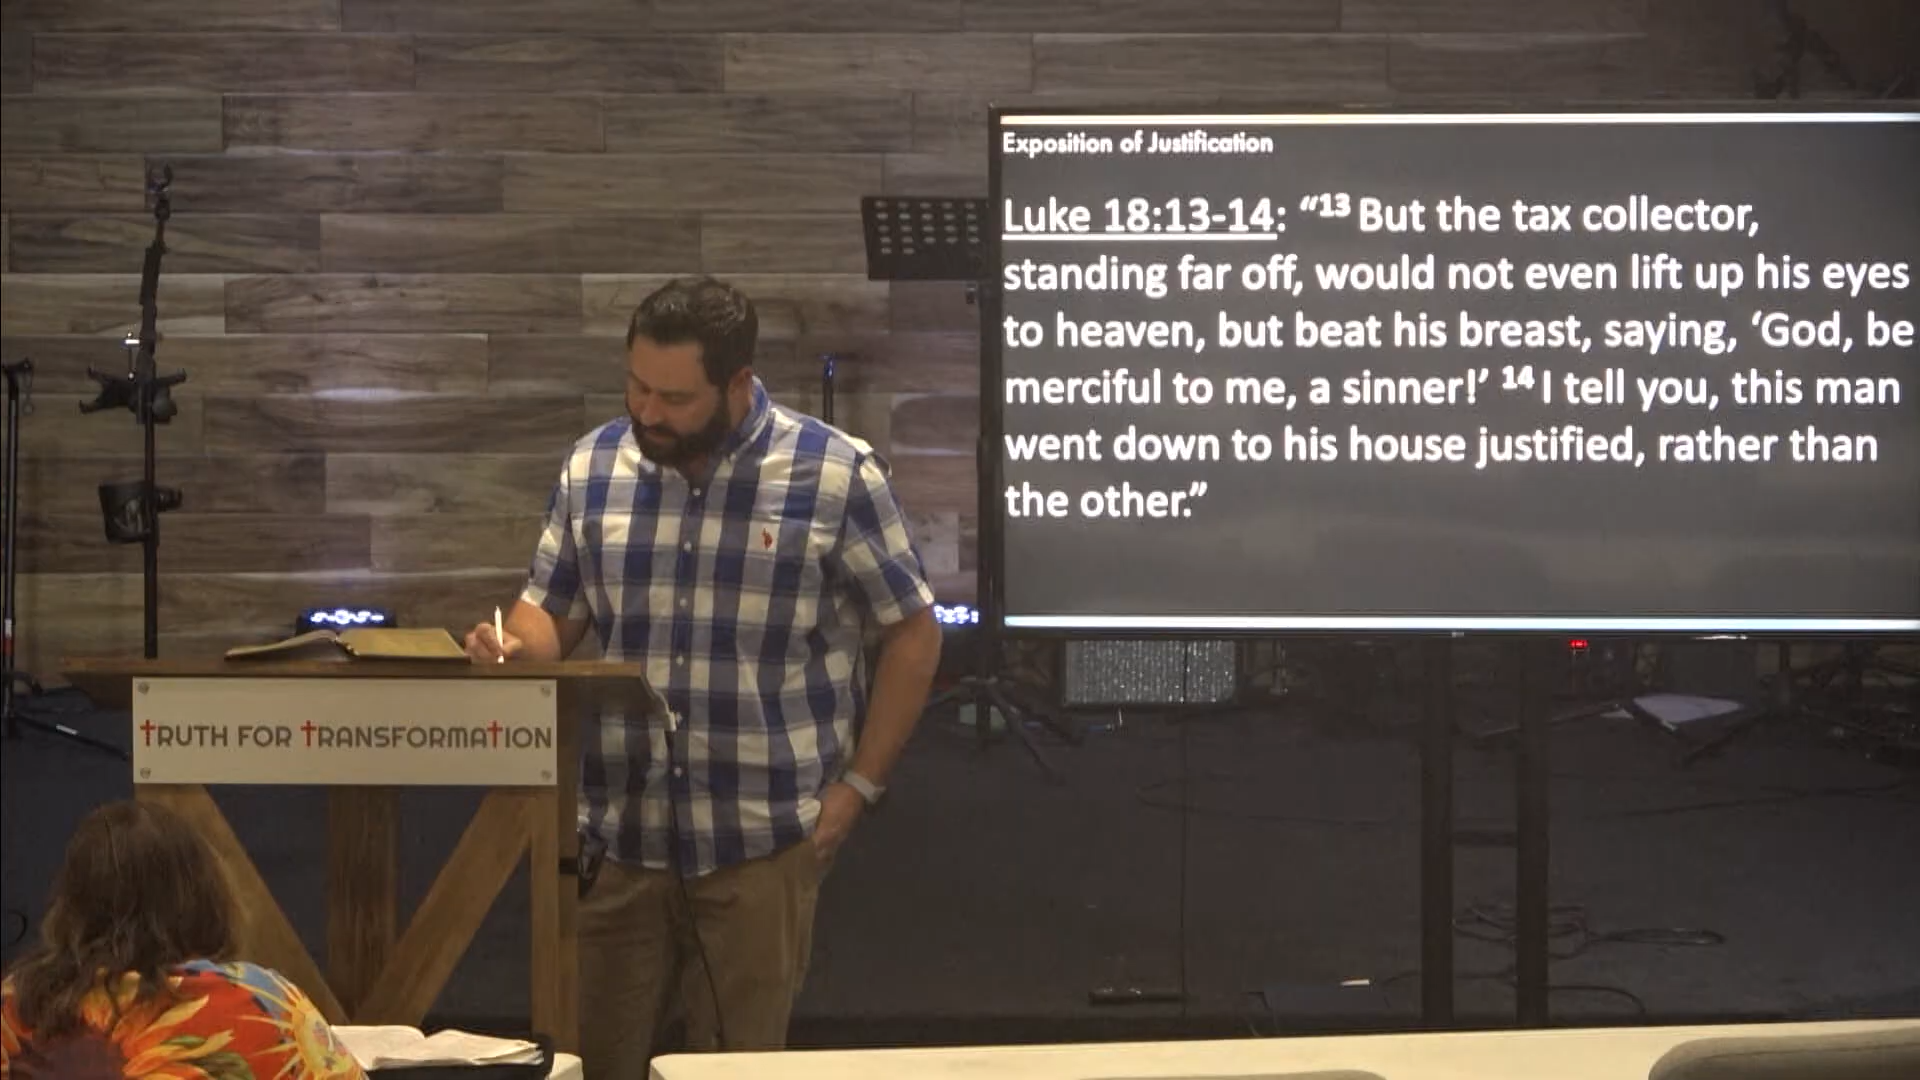 Exposition of Justification
Luke 18:13-14: “13 But the tax collector,
standing far off, would not even lift up his eyes
to heaven, but beat his breast, saying, ‘God, be
merciful to me, a sinner!’ 14 I tell you, this man
went down to his house justified, rather than
the other.”
TRUTH FOR TRANSFORMATION